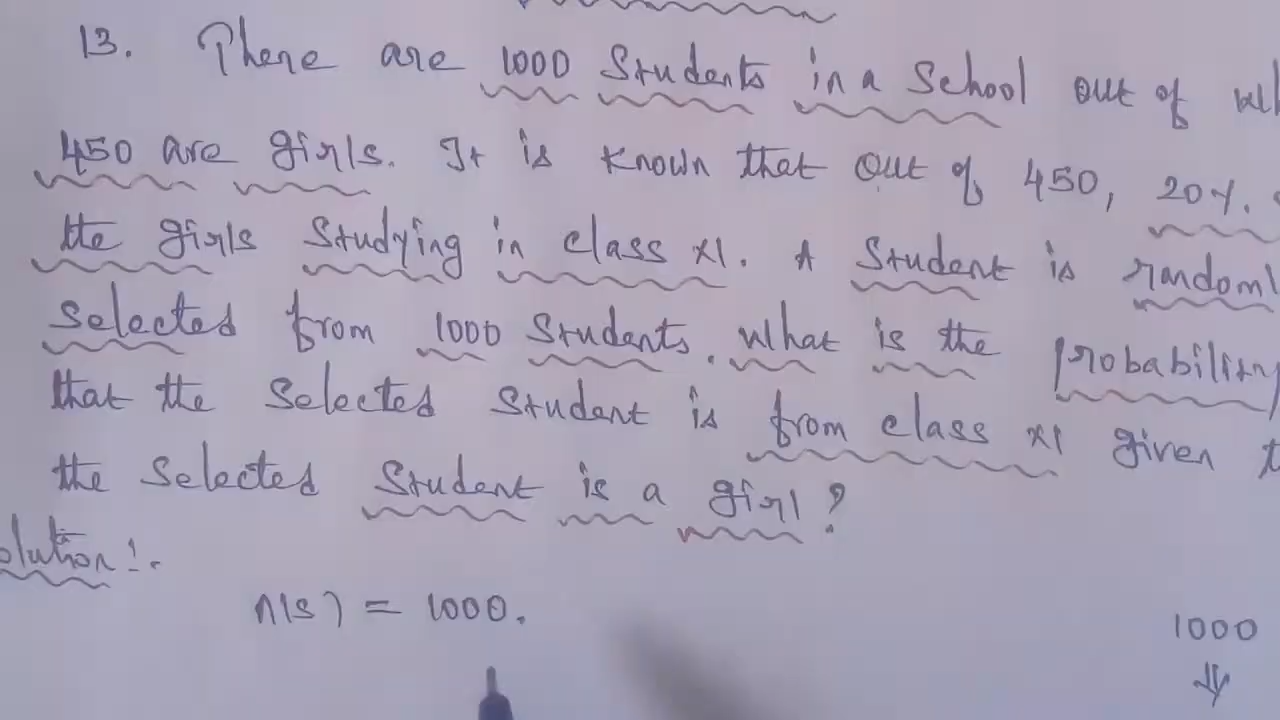 13. There are 1000 Students in a School out of
450 are girls. It is known that out of 450, 20%.
the girls Studying in class XI. A Student is random
Selected from 1000 Students. What is the probability
that the Selected Student is from class XI given
the Selected Student is a girl?
olution:-
n(S) = 1000.
1000